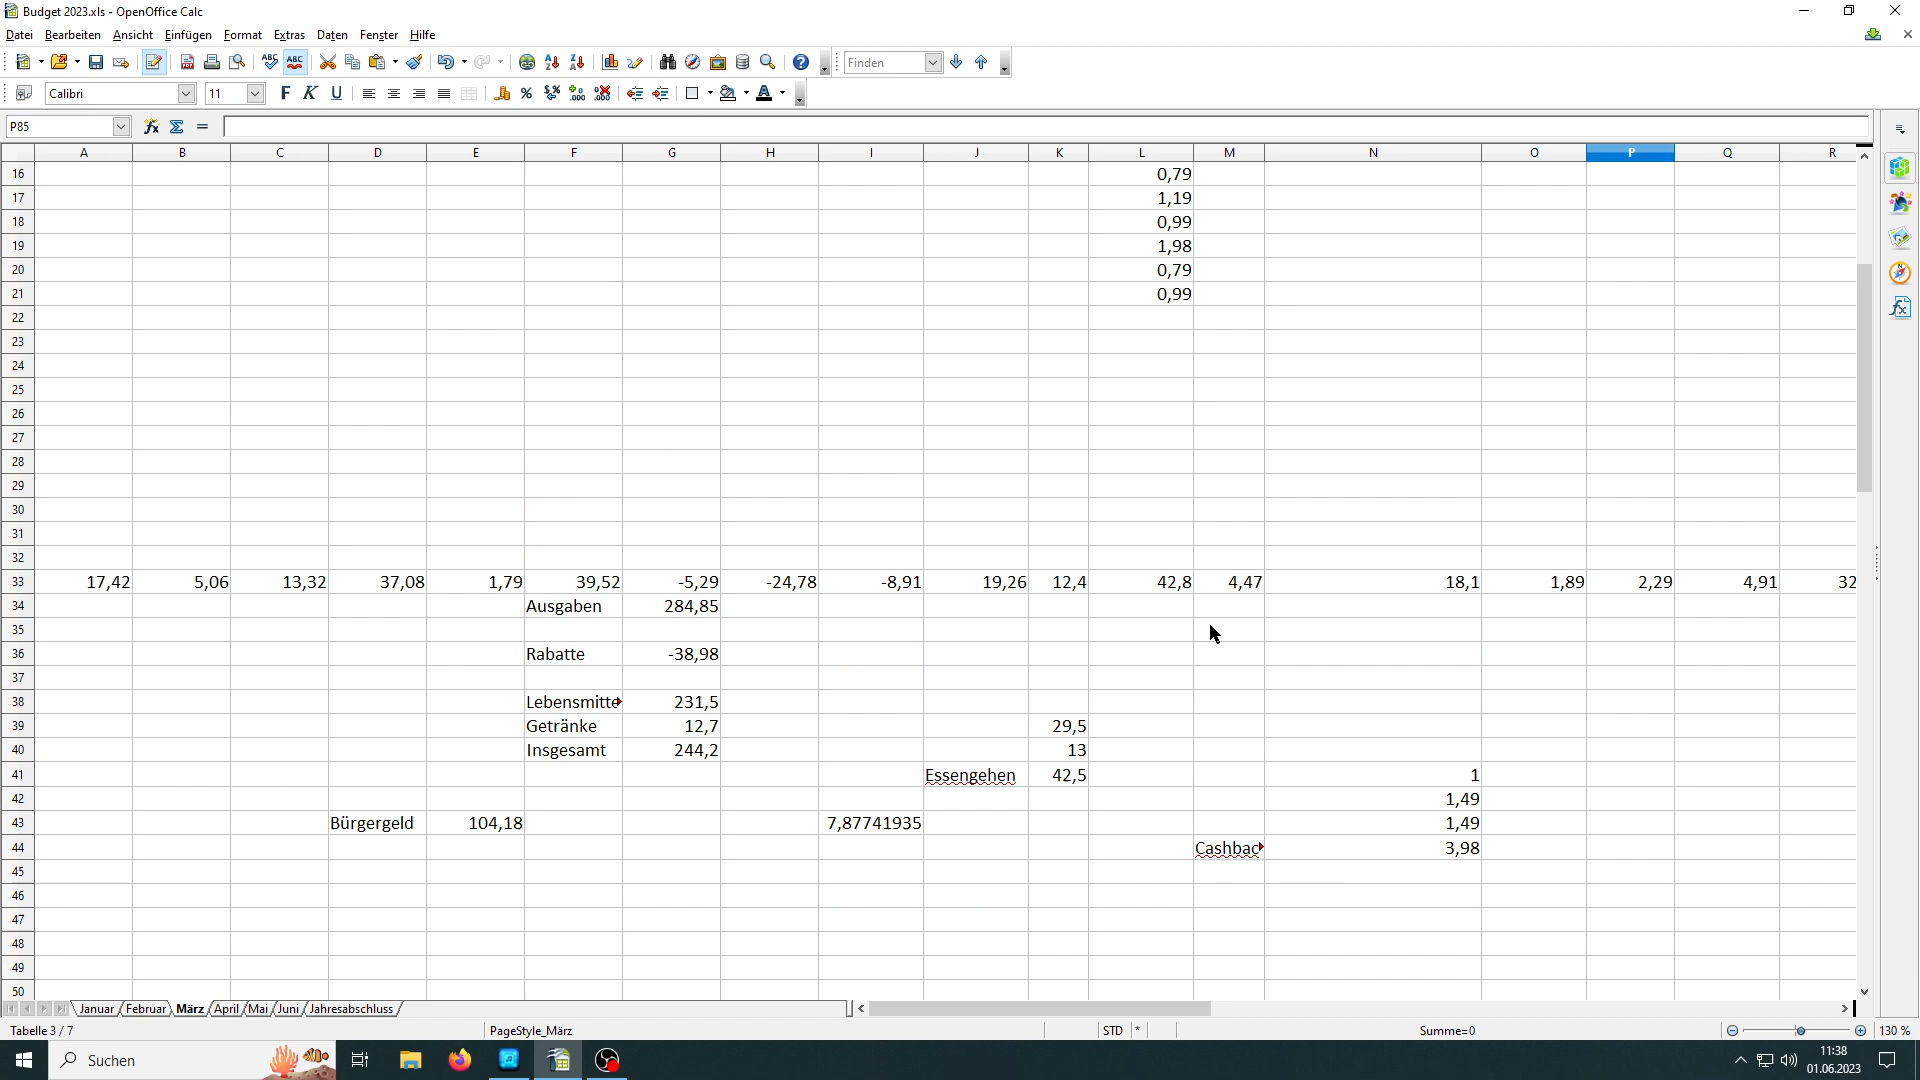 Budget 2023.xls - OpenOffice Calc
Datei Bearbeiten Ansicht Einfügen Format Extras Daten Fenster Hilfe
Finden
Calibri 11 F K U
P85
A B C D E F G H I J K L M N O P Q R
16 0,79
17 1,19
18 0,99
19 1,98
20 0,79
21 0,99
22
23
24
25
26
27
28
29
30
31
32
33 17,42 5,06 13,32 37,08 1,79 39,52 -5,29 -24,78 -8,91 19,26 12,4 42,8 4,47 18,1 1,89 2,29 4,91 32
34 Ausgaben 284,85
35
36 Rabatte -38,98
37
38 Lebensmitte 231,5
39 Getränke 12,7 29,5
40 Insgesamt 244,2 13
41 Essengehen 42,5 1
42 1,49
43 Bürgergeld 104,18 7,87741935 1,49
44 Cashbac 3,98
45
46
47
48
49
50
Januar Februar März April Mai Juni Jahresabschluss
Tabelle 3 / 7 PageStyle_März STD * Summe=0 130 %
Suchen
11:38
01.06.2023